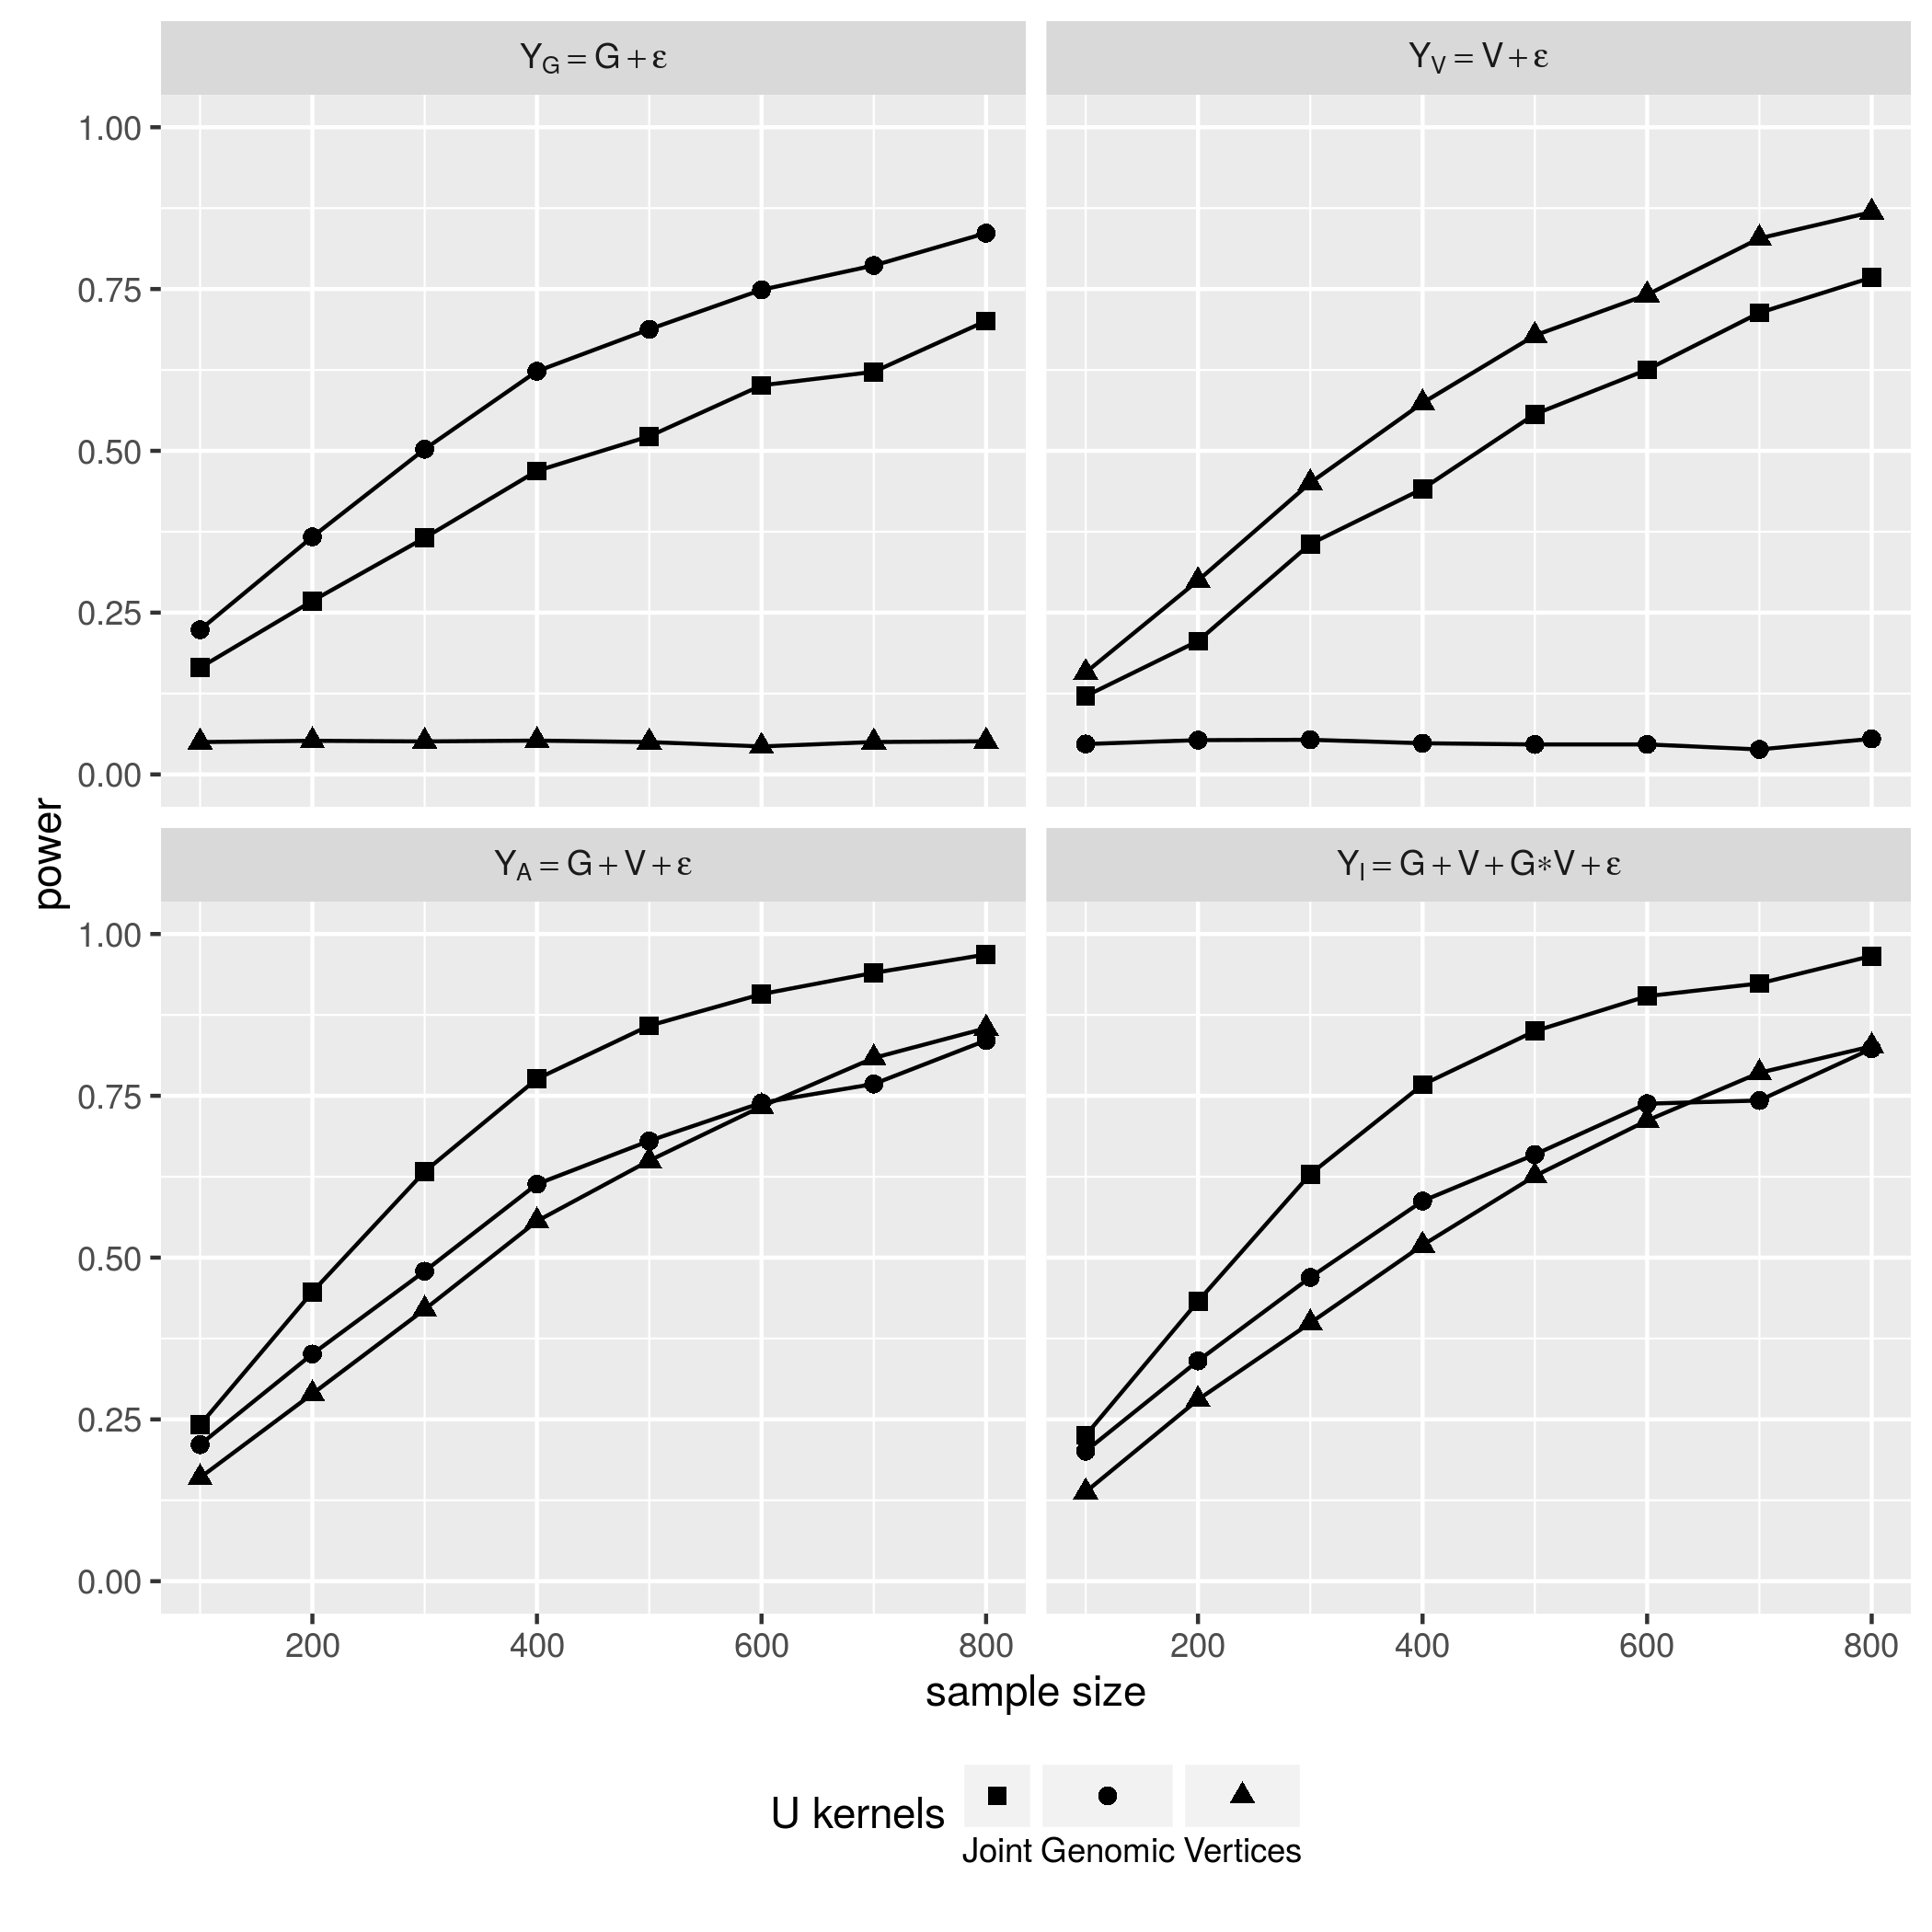 Y_G = G + ε
Y_V = V + ε
1.00
0.75
0.50
0.25
0.00
power
Y_A = G + V + ε
Y_I = G + V + G∗V + ε
1.00
0.75
0.50
0.25
0.00
200 400 600 800 200 400 600 800
sample size
U kernels
Joint Genomic Vertices